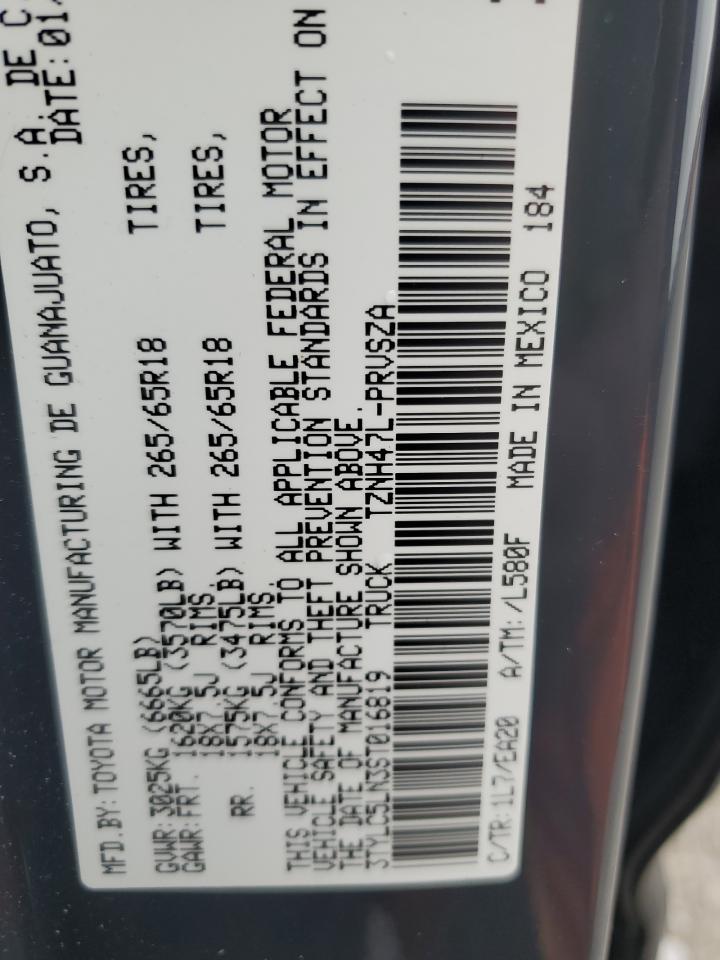 MFD.BY:TOYOTA MOTOR MANUFACTURING DE GUANAJUATO, S.A. DE C.
DATE:01/
GVWR:3025KG (6665LB)
GAWR:FRT. 1620KG (3570LB) WITH 265/65R18 TIRES,
18X7.5J RIMS.
RR. 1575KG (3475LB) WITH 265/65R18 TIRES,
18X7.5J RIMS.
THIS VEHICLE CONFORMS TO ALL APPLICABLE FEDERAL MOTOR
VEHICLE SAFETY AND THEFT PREVENTION STANDARDS IN EFFECT ON
THE DATE OF MANUFACTURE SHOWN ABOVE.
3TYLC5LN3ST016819 TRUCK TZNH47L-PRVSZA
C/TR:1L7/EA20 A/TM:/L580F MADE IN MEXICO 184